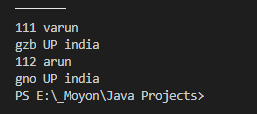 111 varun
gzb UP india
112 arun
gno UP india
PS E:\_Moyon\Java Projects>